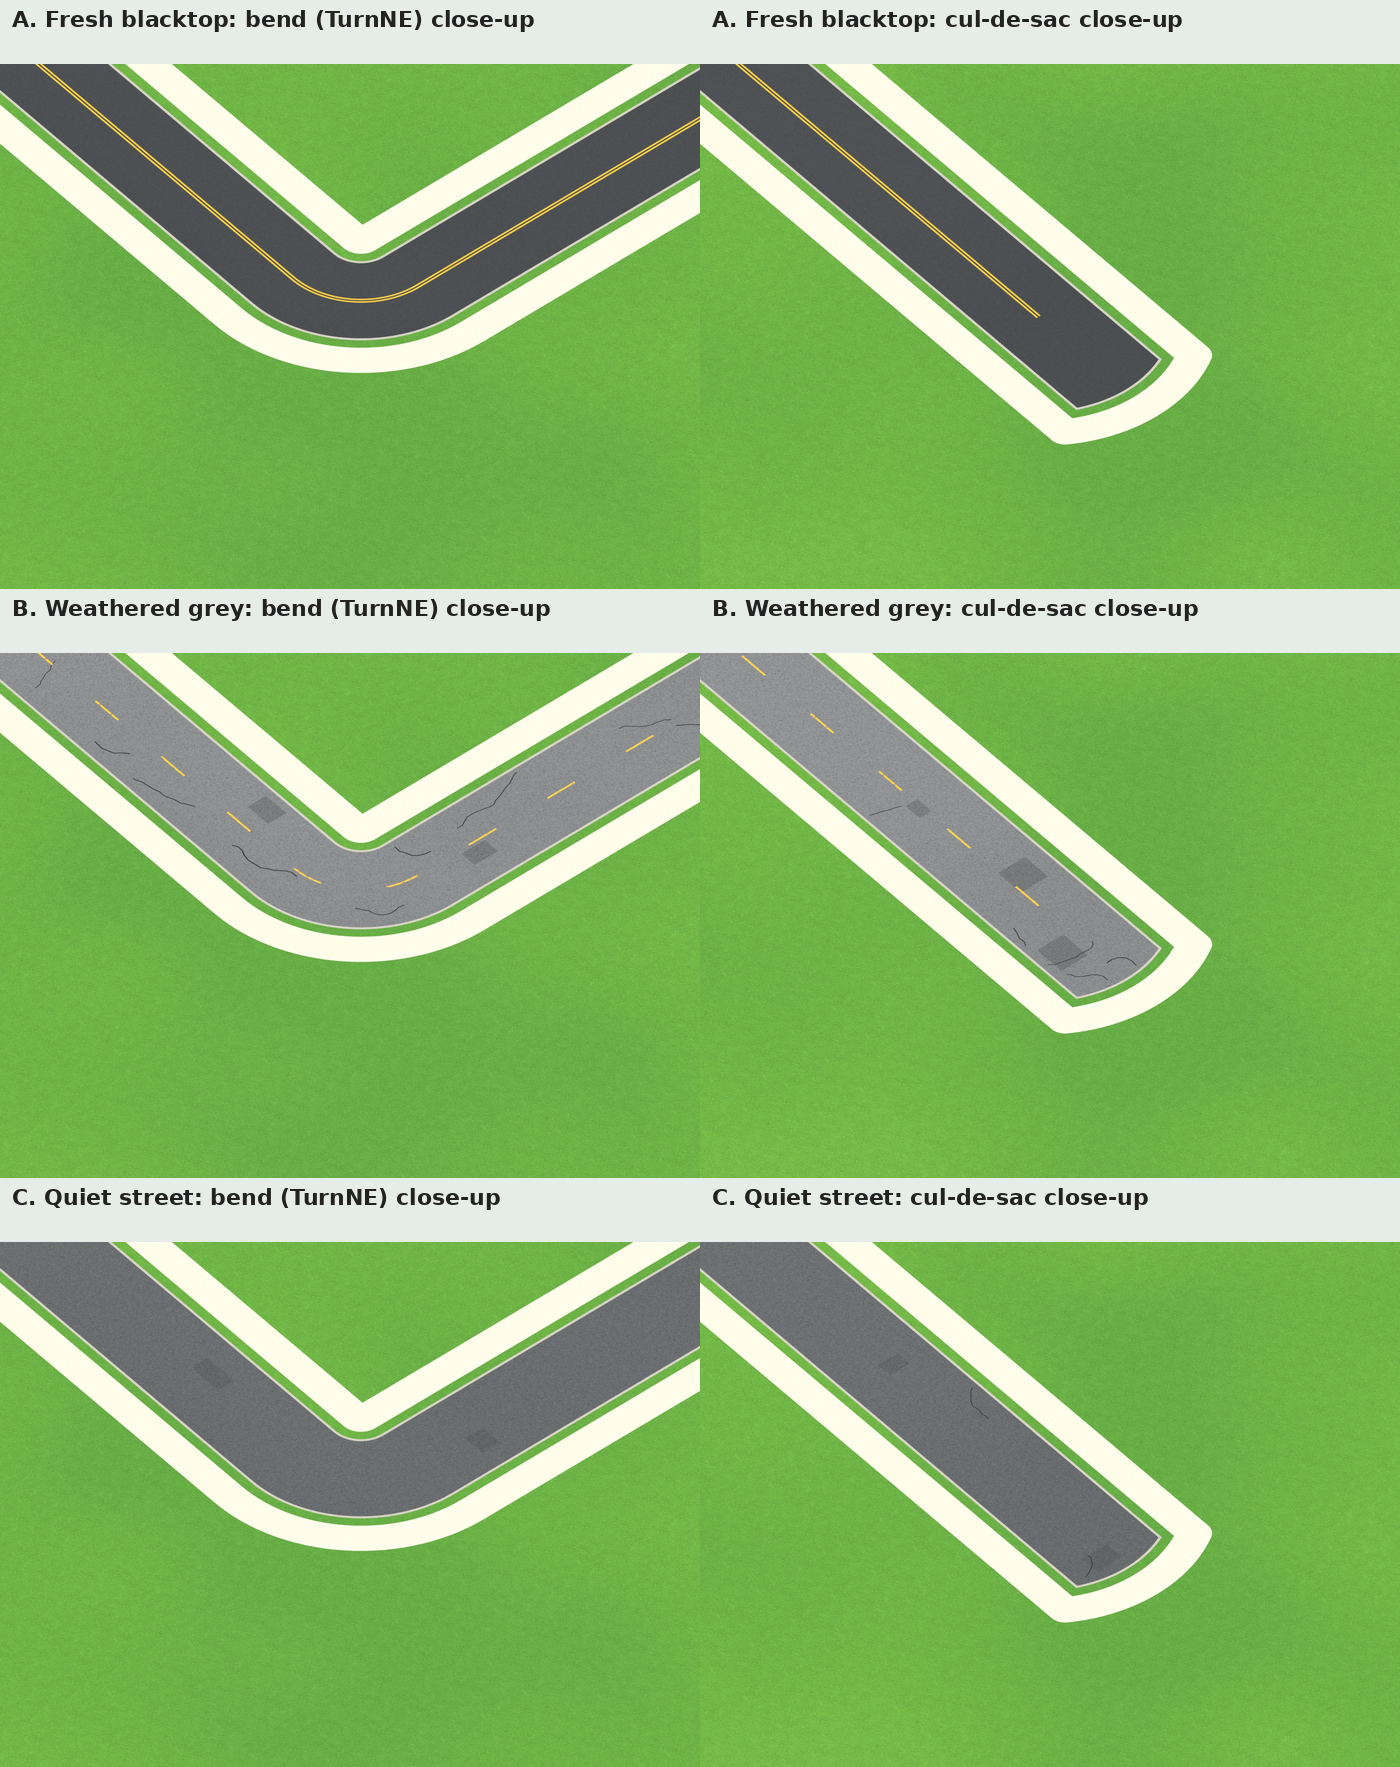 A. Fresh blacktop: bend (TurnNE) close-up
A. Fresh blacktop: cul-de-sac close-up
B. Weathered grey: bend (TurnNE) close-up
B. Weathered grey: cul-de-sac close-up
C. Quiet street: bend (TurnNE) close-up
C. Quiet street: cul-de-sac close-up